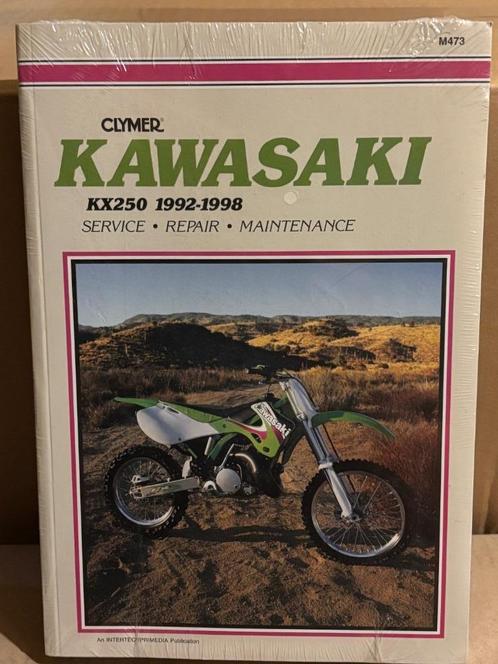 M473
CLYMER®
KAWASAKI
KX250 1992-1998
SERVICE • REPAIR • MAINTENANCE
Kawasaki
An INTERTEC/PRIMEDIA Publication